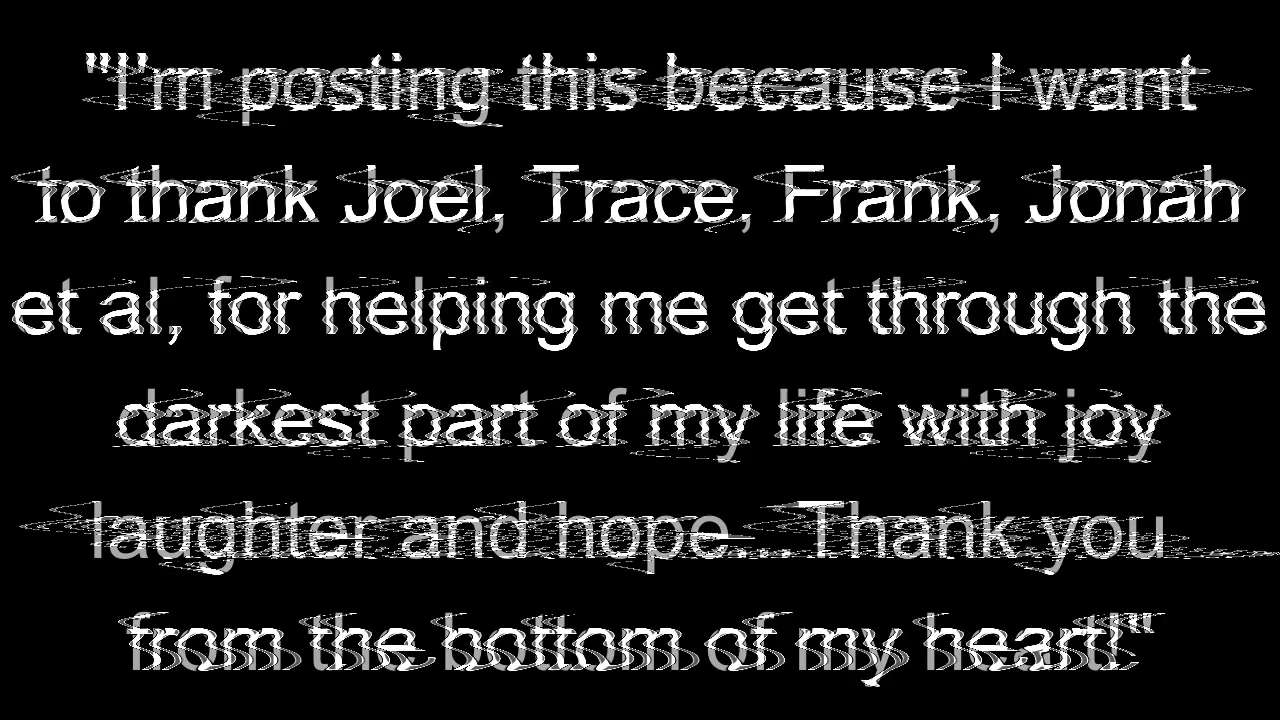 "I'm posting this because I want
to thank Joel, Trace, Frank, Jonah
et al, for helping me get through the
darkest part of my life with joy
laughter and hope... Thank you
from the bottom of my heart!"